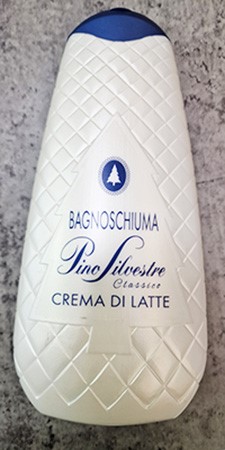 BAGNOSCHIUMA
Pino Silvestre
Classico
CREMA DI LATTE